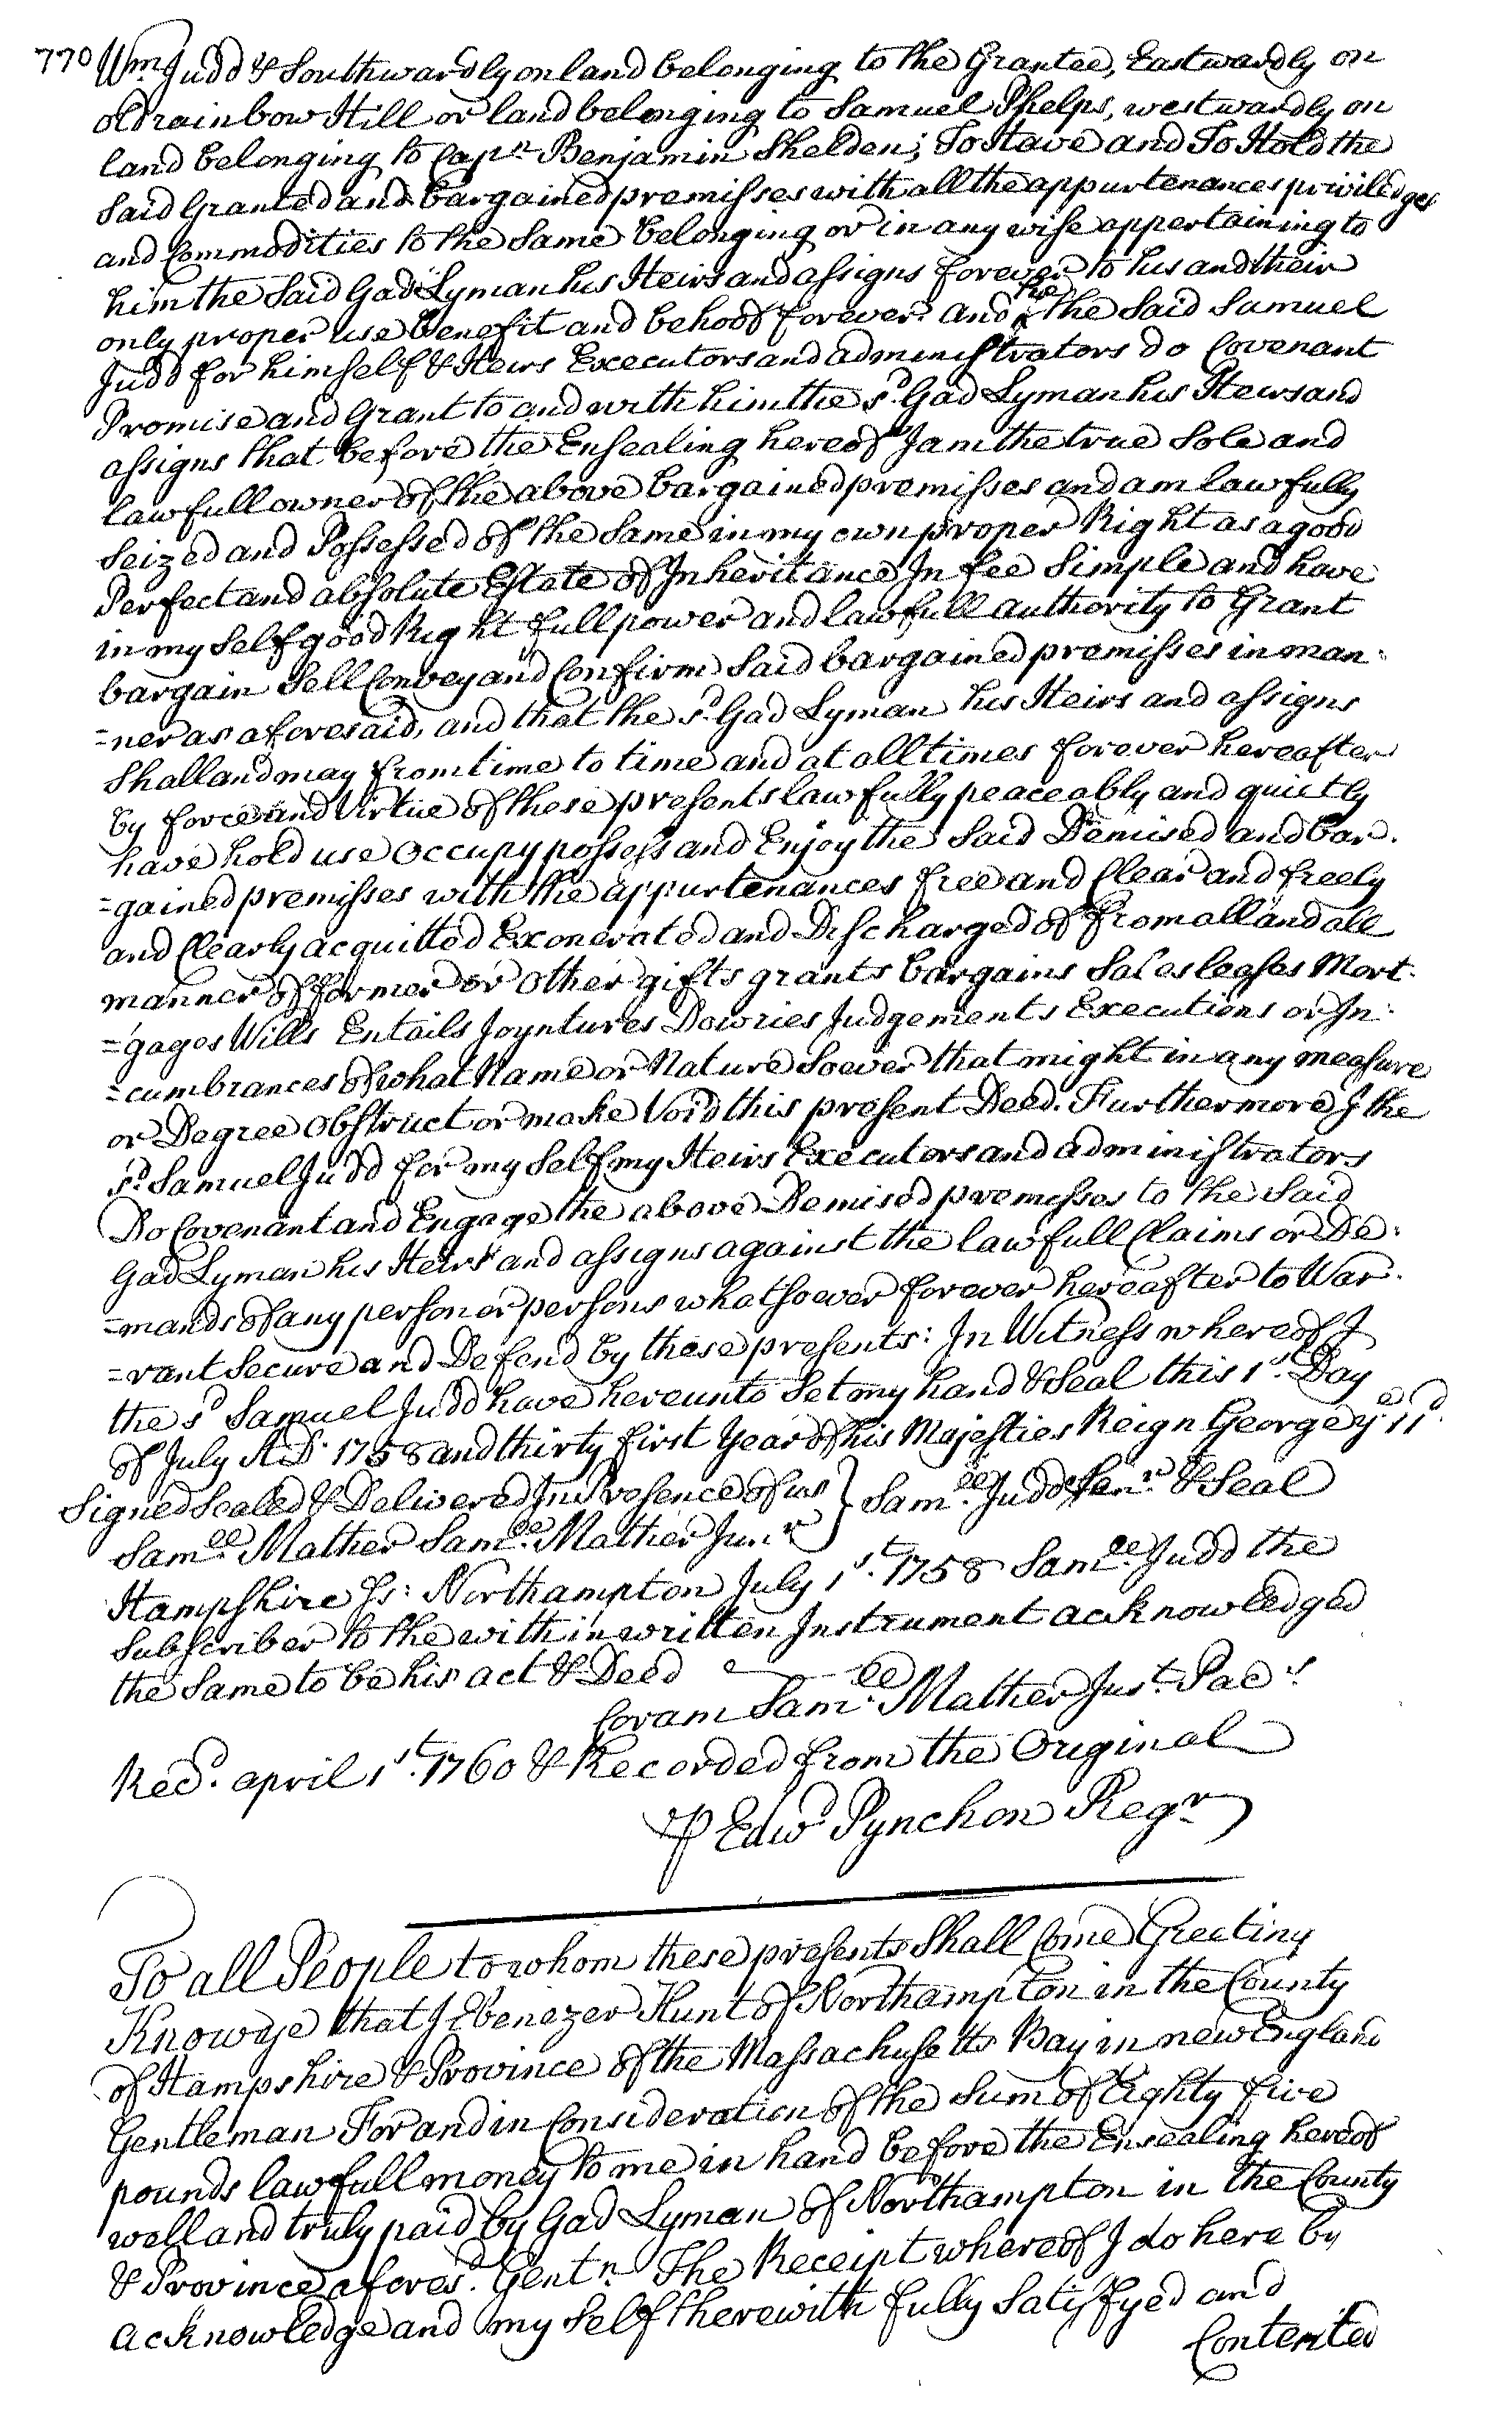 770 Wm. Judd & Southwardly on land belonging to the Grantee, Eastwardly on
old rainbow Hill or land belonging to Samuel Phelps, westwardly on
land belonging to Capn. Benjamin Shelden; To Have and To Hold the
Said Granted and bargained premisses with all the appurtenances priviledges
and Commodities to the Same belonging or in any wise appertaining to
him the Said Gad Lyman his Heirs and assigns forever to his and their
only proper use benefit and behoof forever. And I the Said Samuel
Judd for himself & Heirs Executors and administrators do Covenant
Promise and Grant to and with him the sd. Gad Lyman his Heirs and
assigns that before the Ensealing hereof I am the true Sole and
lawfull owner of the above bargained premisses and am lawfully
Seized and Possessed of the Same in my own proper Right as a good
Perfect and absolute Estate of Inheritance In fee Simple and have
in my Self good Right full power and lawfull authority to Grant
bargain Sell Convey and Confirm Said bargained premisses in man-
=ner as aforesaid, and that the sd. Gad Lyman his Heirs and assigns
Shall and may from time to time and at all times forever hereafter
by force and Virtue of these presents lawfully peaceably and quietly
have hold use occupy possess and Enjoy the Said Demised and bar-
=gained premisses with the appurtenances free and Clear and freely
and Clearly acquitted Exonerated and Discharged of from all and all
manner of former or other gifts grants bargains Sales leases Mort-
=gages Wills Entails Joyntures Dowries Judgements Executions or In-
=cumbrances of what Name or Nature Soever that might in any measure
or Degree obstruct or make Void this present Deed. Furthermore I the
sd. Samuel Judd for my Self my Heirs Executors and administrators
Do Covenant and Engage the above Demised premisses to the Said
Gad Lyman his Heirs and assigns against the lawfull Claims or De-
=mands of any person or persons whatsoever forever hereafter to War-
=rant Secure and Defend by these presents: In Witness whereof I
the sd Samuel Judd have hereunto Set my hand & Seal this 1st. Day
of July A.D. 1758 and thirty first Year of his Majesties Reign George ye. IId.
Signed Sealed & Delivered In Presence of us } Samll. Judd Senr. & Seal
Samll. Mather Samll. Mather Junr
Hampshire Ss: Northampton July 1st. 1758 Samll. Judd the
Subscriber to the within written Instrument acknowledged
the Same to be his act & Deed
Coram Samll. Mather Just. Pacs.
Recd. april 1st. 1760 & Recorded from the Original
⅌ Edwd Pynchon Regr
To all People to whom these presents Shall Come Greeting
Know ye that I Ebenezer Hunt of Northampton in the County
of Hampshire & Province of the Massachusetts Bay in new England
Gentleman For and in Consideration of the Sum of Eighty five
pounds lawfull money to me in hand before the Ensealing hereof
well and truly paid by Gad Lyman of Northampton in the County
& Province aforesd. Gentn. The Receipt whereof I do here by
acknowledge and my Self therewith fully Satisfyed and
Contented